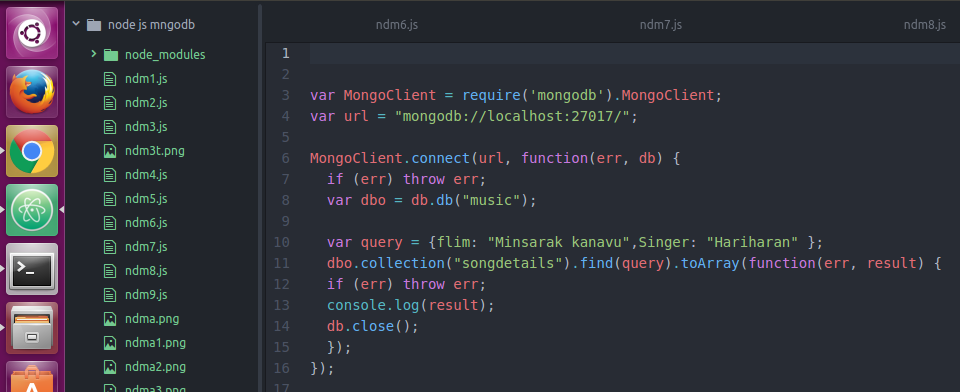 node js mngodb
node_modules
ndm1.js
ndm2.js
ndm3.js
ndm3t.png
ndm4.js
ndm5.js
ndm6.js
ndm7.js
ndm8.js
ndm9.js
ndma.png
ndma1.png
ndma2.png
ndma3.png
ndm6.js ndm7.js ndm8.js
1
2
3 var MongoClient = require('mongodb').MongoClient;
4 var url = "mongodb://localhost:27017/";
5
6 MongoClient.connect(url, function(err, db) {
7 if (err) throw err;
8 var dbo = db.db("music");
9
10 var query = {flim: "Minsarak kanavu",Singer: "Hariharan" };
11 dbo.collection("songdetails").find(query).toArray(function(err, result) {
12 if (err) throw err;
13 console.log(result);
14 db.close();
15 });
16 });
17